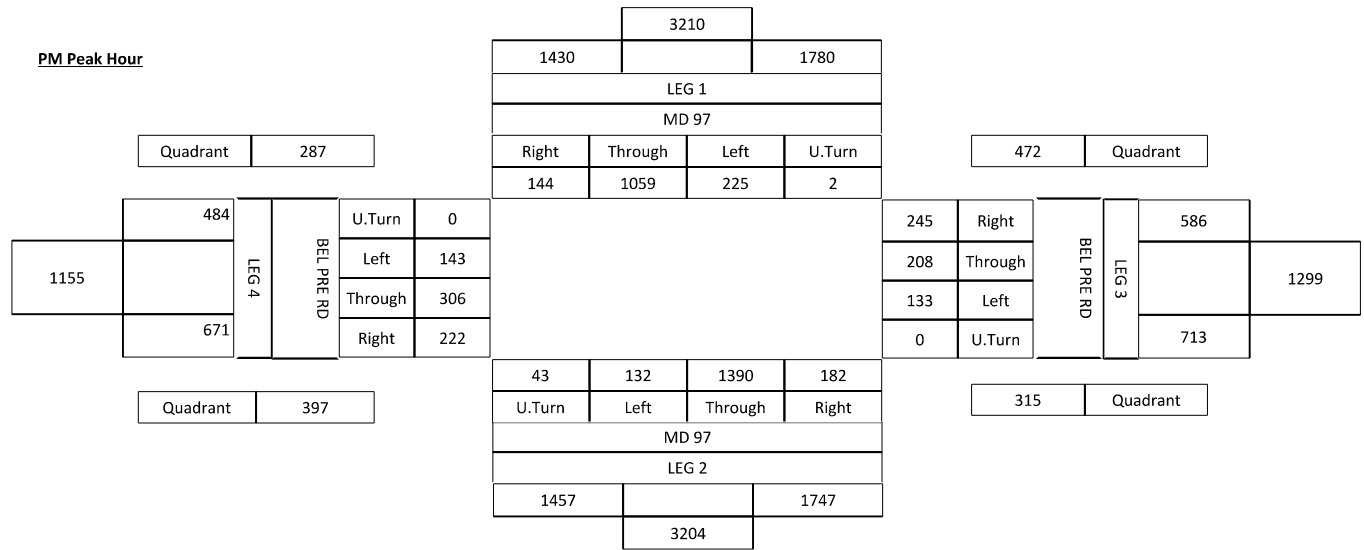 3210
PM Peak Hour
1430 1780
LEG 1
MD 97
Quadrant 287
Right Through Left U.Turn
472 Quadrant
144 1059 225 2
484
U.Turn 0
245 Right
586
1155
LEG 4
BEL PRE RD
Left 143
208 Through
BEL PRE RD
LEG 3
1299
Through 306
133 Left
671
Right 222
0 U.Turn
713
43 132 1390 182
Quadrant 397
U.Turn Left Through Right
315 Quadrant
MD 97
LEG 2
1457 1747
3204